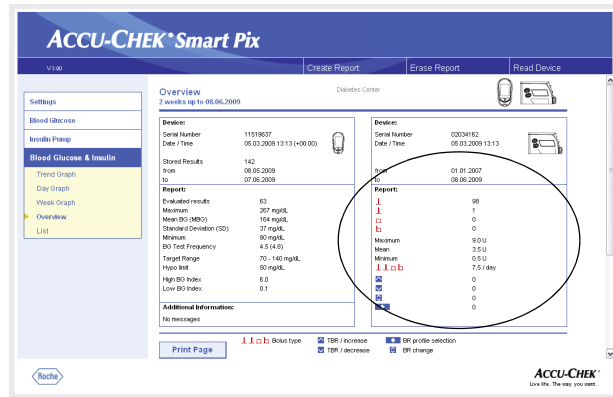 ACCU-CHEK® Smart Pix
V 3.00
Create Report Erase Report Read Device
Settings
Blood Glucose
Insulin Pump
Blood Glucose & Insulin
Trend Graph
Day Graph
Week Graph
Overview
List
Overview
2 weeks up to 08.06.2009
Diabetes Center
Device:
Serial Number 11519637
Date / Time 05.03.2009 13:13 (+00:00)
Stored Results 142
from 08.05.2009
to 07.06.2009
Report:
Evaluated results 63
Maximum 267 mg/dL
Mean BG (MBG) 164 mg/dL
Standard Deviation (SD) 37 mg/dL
Minimum 80 mg/dL
BG Test Frequency 4.5 (4.8)
Target Range 70 - 140 mg/dL
Hypo limit 50 mg/dL
High BG Index 6.0
Low BG Index 0.1
Additional Information:
No messages
Device:
Serial Number 02034162
Date / Time 05.03.2009 13:13
from 01.01.2007
to 08.06.2009
Report:
98
1
0
0
Maximum 9.0 U
Mean 3.5 U
Minimum 0.5 U
7.5 / day
0
0
0
0
Print Page
Bolus type
TBR / increase
BR profile selection
TBR / decrease
BR change
Roche
ACCU-CHEK®
Live life. The way you want.